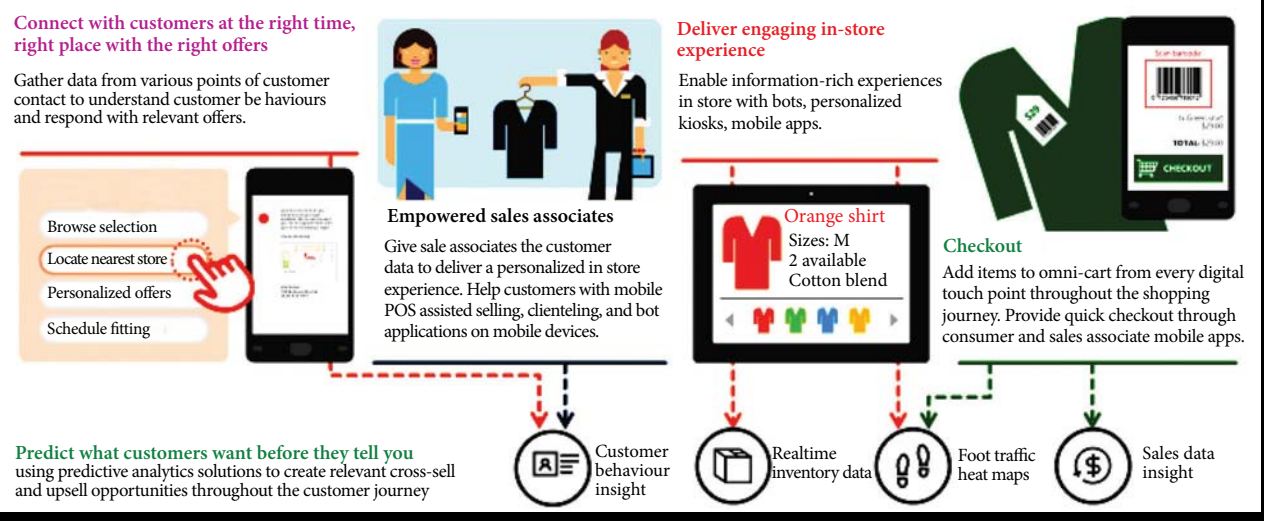 Connect with customers at the right time,
right place with the right offers
Gather data from various points of customer
contact to understand customer be haviours
and respond with relevant offers.
Browse selection
Locate nearest store
Personalized offers
Schedule fitting
Empowered sales associates
Give sale associates the customer
data to deliver a personalized in store
experience. Help customers with mobile
POS assisted selling, clienteling, and bot
applications on mobile devices.
Deliver engaging in-store
experience
Enable information-rich experiences
in store with bots, personalized
kiosks, mobile apps.
Orange shirt
Sizes: M
2 available
Cotton blend
$29
Scan barcode
TOTAL:
CHECKOUT
Checkout
Add items to omni-cart from every digital
touch point throughout the shopping
journey. Provide quick checkout through
consumer and sales associate mobile apps.
Predict what customers want before they tell you
using predictive analytics solutions to create relevant cross-sell
and upsell opportunities throughout the customer journey
Customer
behaviour
insight
Realtime
inventory data
Foot traffic
heat maps
Sales data
insight